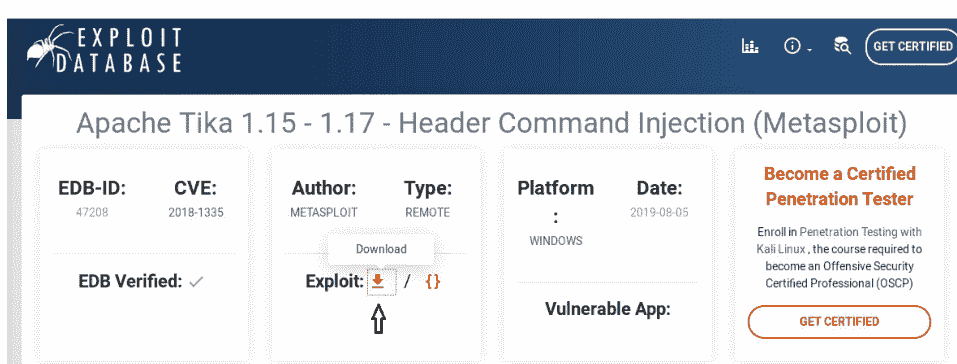 EXPLOIT
DATABASE
GET CERTIFIED
Apache Tika 1.15 - 1.17 - Header Command Injection (Metasploit)
EDB-ID:
47208
CVE:
2018-1335
EDB Verified:
Author:
METASPLOIT
Type:
REMOTE
Download
Exploit: / {}
Platform
:
WINDOWS
Date:
2019-08-05
Vulnerable App:
Become a Certified
Penetration Tester
Enroll in Penetration Testing with
Kali Linux , the course required to
become an Offensive Security
Certified Professional (OSCP)
GET CERTIFIED